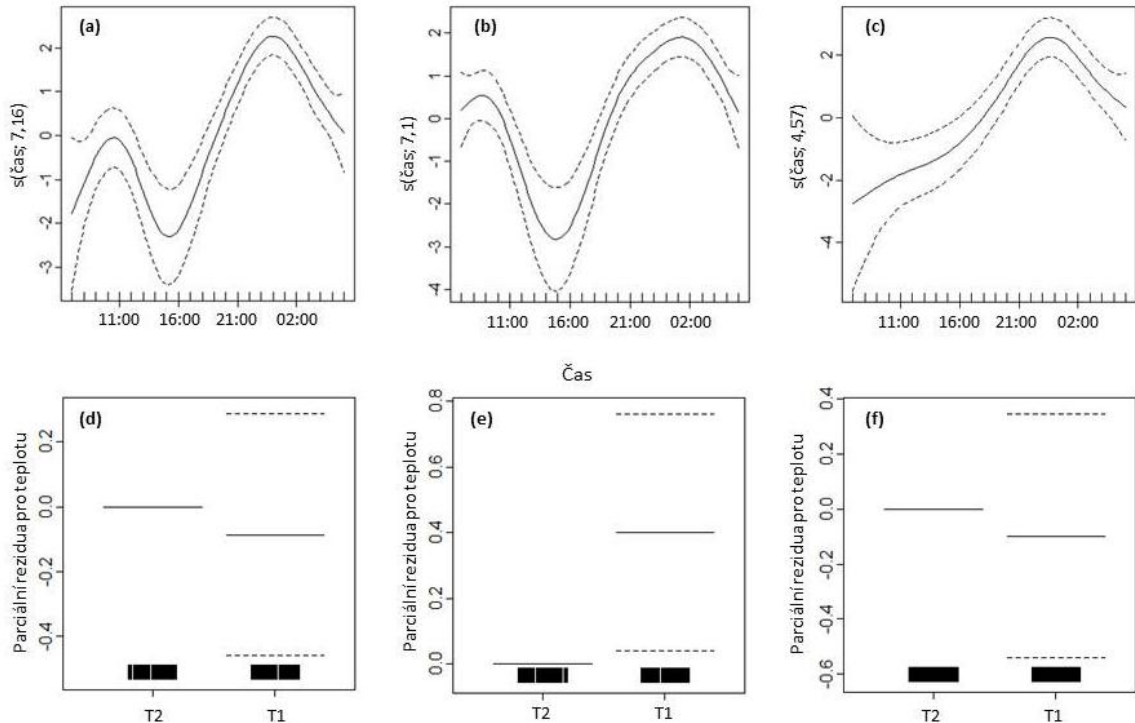 (a)
s(čas; 7,16)
2
1
0
-1
-2
-3
11:00 16:00 21:00 02:00
(b)
s(čas; 7,1)
2
1
0
-1
-2
-3
-4
11:00 16:00 21:00 02:00
(c)
s(čas; 4,57)
2
0
-2
-4
11:00 16:00 21:00 02:00
Čas
(d)
Parciální rezidua pro teplotu
0.2
0.0
-0.2
-0.4
T2 T1
(e)
Parciální rezidua pro teplotu
0.8
0.6
0.4
0.2
0.0
T2 T1
(f)
Parciální rezidua pro teplotu
0.4
0.2
0.0
-0.2
-0.4
-0.6
T2 T1